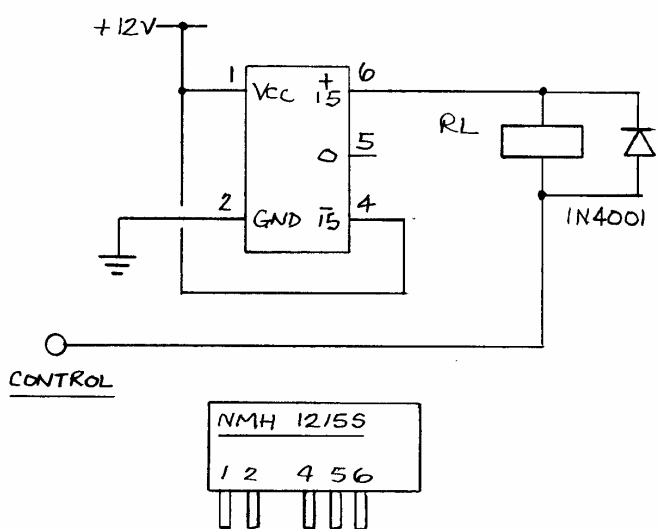 +12V
1 VCC +15 6
0 5
RL
2 GND -15 4
1N4001
CONTROL
NMH 1215S
1 2 4 5 6